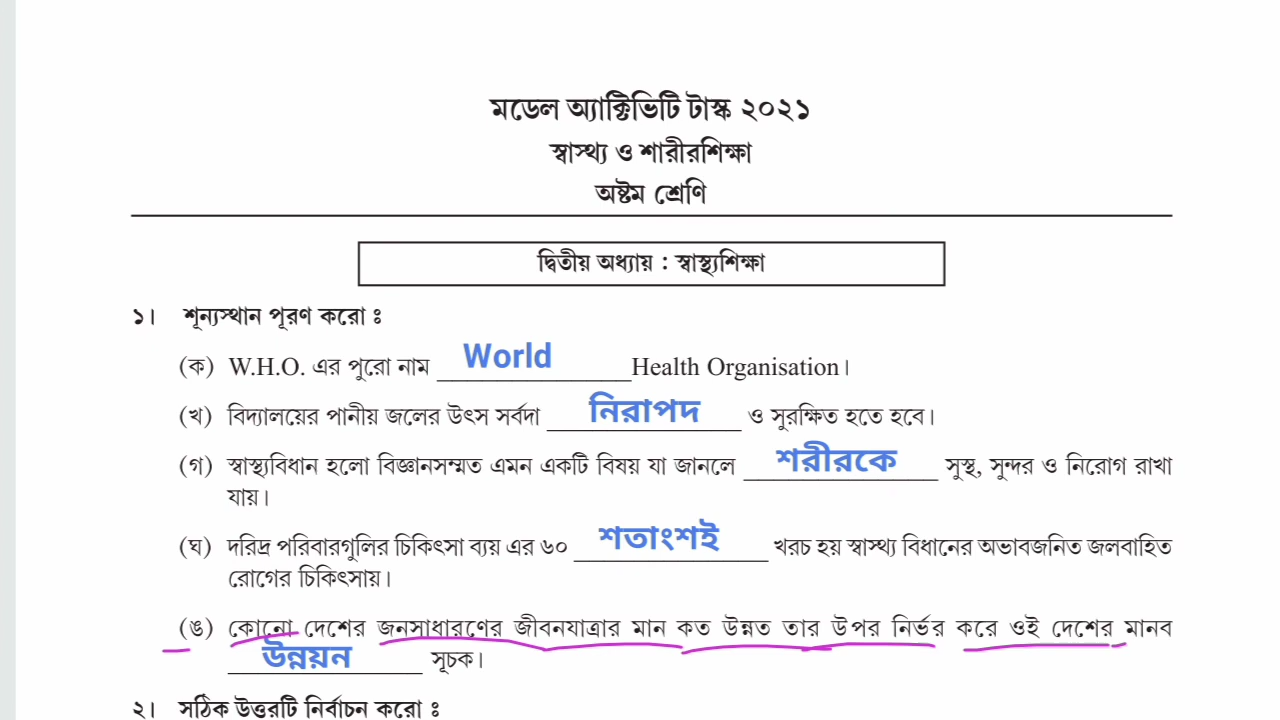 মডেল অ্যাক্টিভিটি টাস্ক ২০২১
স্বাস্থ্য ও শারীরশিক্ষা
অষ্টম শ্রেণি
দ্বিতীয় অধ্যায় : স্বাস্থ্যশিক্ষা
১। শূন্যস্থান পূরণ করো ঃ
(ক) W.H.O. এর পুরো নাম World Health Organisation।
(খ) বিদ্যালয়ের পানীয় জলের উৎস সর্বদা নিরাপদ ও সুরক্ষিত হতে হবে।
(গ) স্বাস্থ্যবিধান হলো বিজ্ঞানসম্মত এমন একটি বিষয় যা জানলে শরীরকে সুস্থ, সুন্দর ও নিরোগ রাখা
যায়।
(ঘ) দরিদ্র পরিবারগুলির চিকিৎসা ব্যয় এর ৬০ শতাংশই খরচ হয় স্বাস্থ্য বিধানের অভাবজনিত জলবাহিত
রোগের চিকিৎসায়।
(ঙ) কোনো দেশের জনসাধারণের জীবনযাত্রার মান কত উন্নত তার উপর নির্ভর করে ওই দেশের মানব
উন্নয়ন সূচক।
২। সঠিক উত্তরটি নির্বাচন করো ঃ